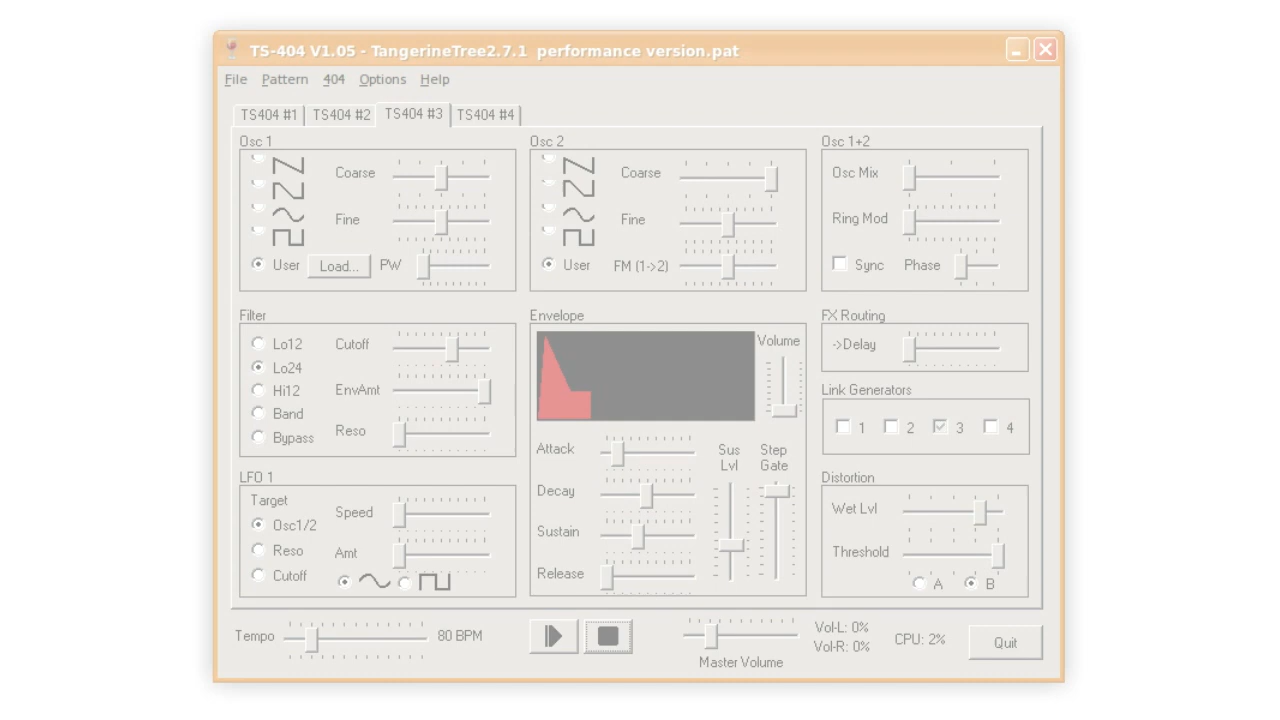 TS-404 V1.05 - TangerineTree2.7.1 performance version.pat
File Pattern 404 Options Help
TS404 #1 TS404 #2 TS404 #3 TS404 #4
Osc 1
Coarse
Fine
User Load... PW
Osc 2
Coarse
Fine
User FM (1->2)
Osc 1+2
Osc Mix
Ring Mod
Sync Phase
Filter
Lo12 Cutoff
Lo24
Hi12 EnvAmt
Band
Bypass Reso
Envelope
Volume
Attack
Decay
Sustain
Release
Sus Lvl
Step Gate
FX Routing
->Delay
Link Generators
1 2 3 4
LFO 1
Target
Osc1/2 Speed
Reso Amt
Cutoff
Distortion
Wet Lvl
Threshold
A B
Tempo 80 BPM
Master Volume
Vol-L: 0%
Vol-R: 0%
CPU: 2%
Quit